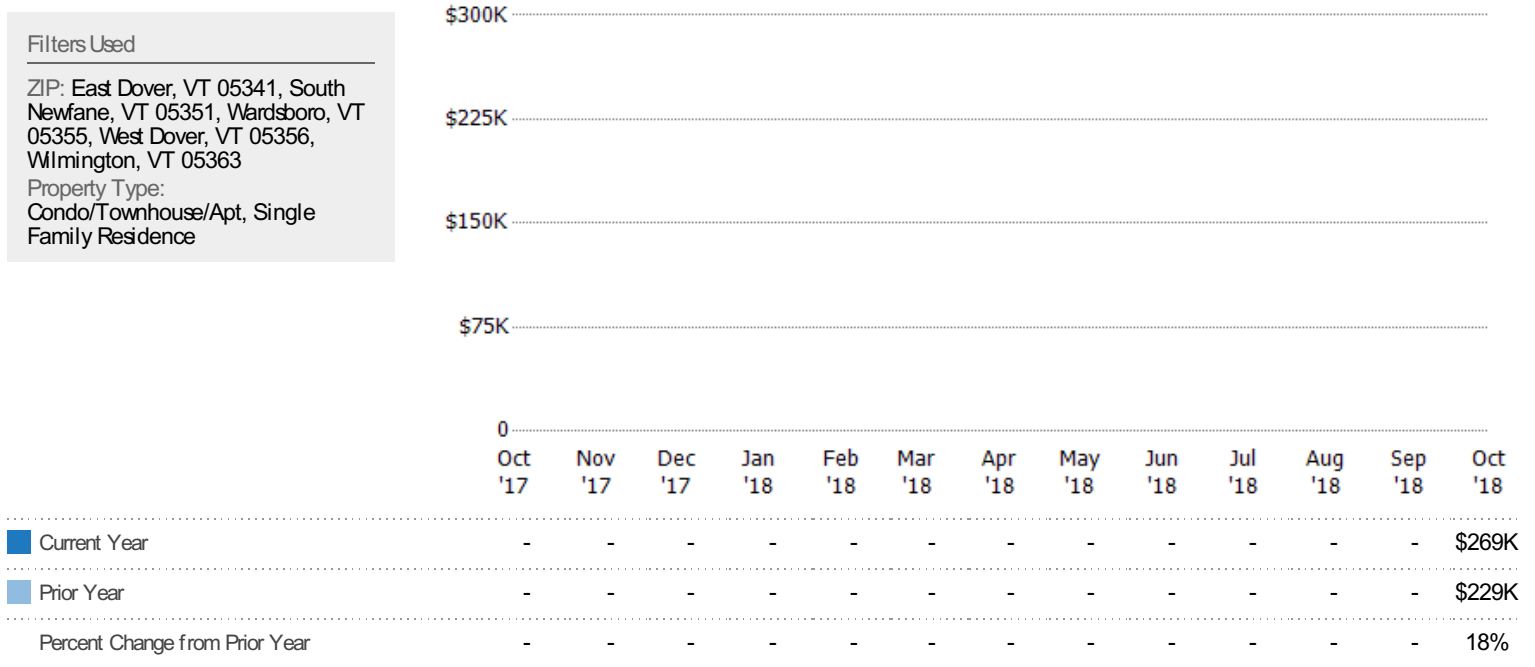 Filters Used
ZIP: East Dover, VT 05341, South
Newfane, VT 05351, Wardsboro, VT
05355, West Dover, VT 05356,
Wilmington, VT 05363
Property Type:
Condo/Townhouse/Apt, Single
Family Residence
$300K
$225K
$150K
$75K
0
Oct Nov Dec Jan Feb Mar Apr May Jun Jul Aug Sep Oct
'17 '17 '17 '18 '18 '18 '18 '18 '18 '18 '18 '18 '18
Current Year - - - - - - - - - - - - $269K
Prior Year - - - - - - - - - - - - $229K
Percent Change from Prior Year - - - - - - - - - - - - 18%